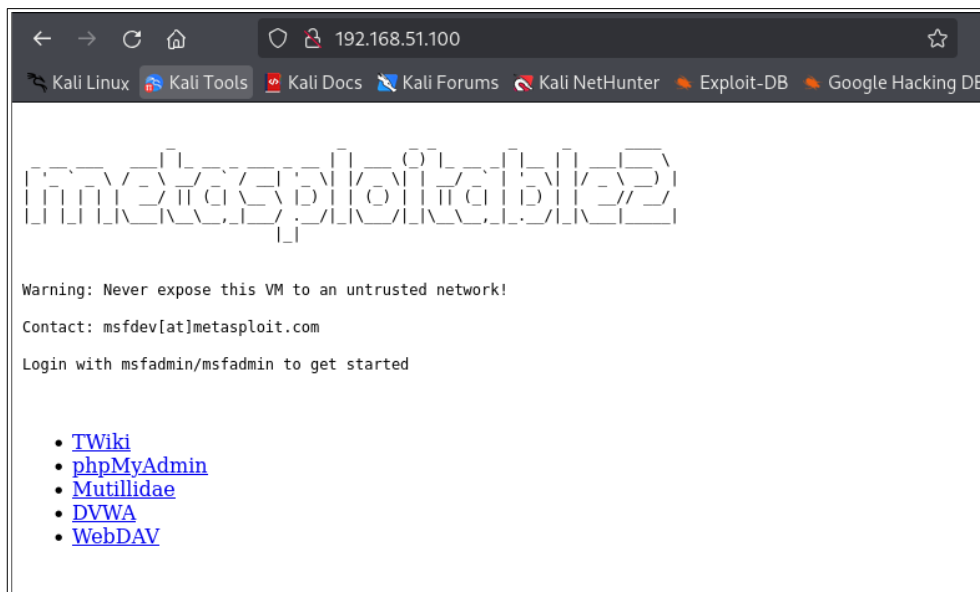 192.168.51.100
Kali Linux Kali Tools Kali Docs Kali Forums Kali NetHunter Exploit-DB Google Hacking DB
metasploitable2
Warning: Never expose this VM to an untrusted network!
Contact: msfdev[at]metasploit.com
Login with msfadmin/msfadmin to get started
TWiki
phpMyAdmin
Mutillidae
DVWA
WebDAV